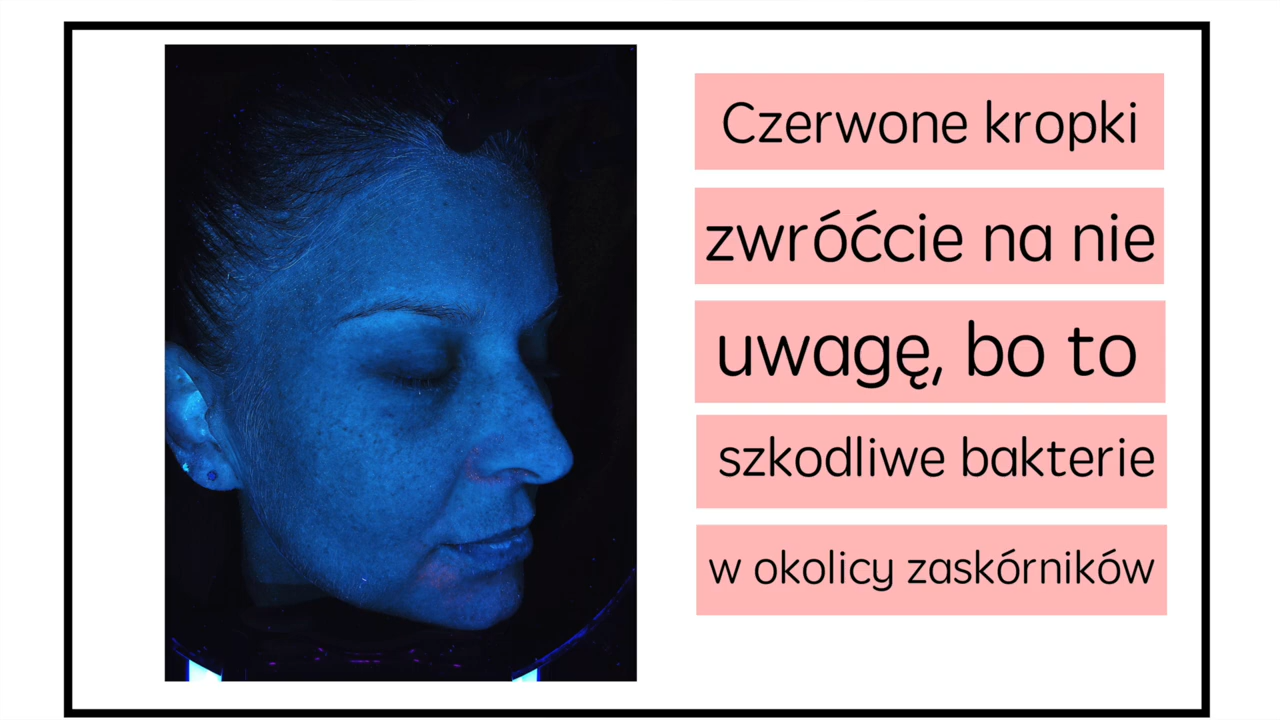 Czerwone kropki
zwróćcie na nie
uwagę, bo to
szkodliwe bakterie
w okolicy zaskórników